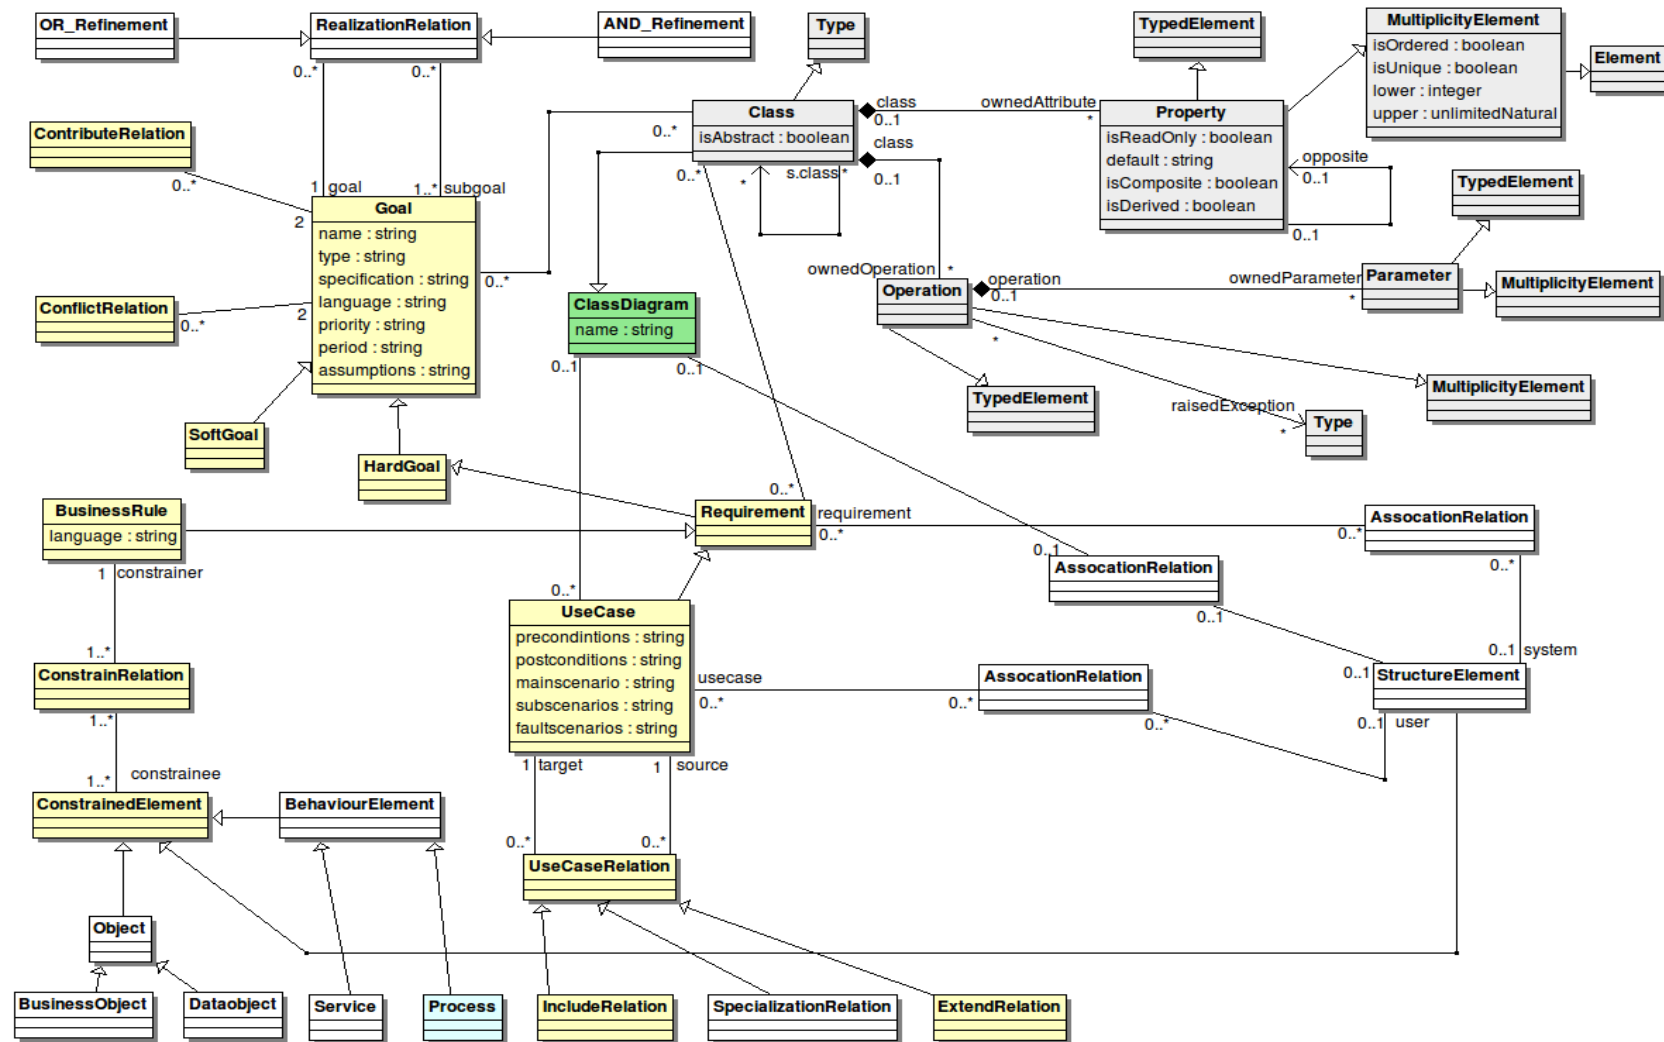 OR_Refinement
RealizationRelation
AND_Refinement
Type
TypedElement
MultiplicityElement
isOrdered : boolean
isUnique : boolean
lower : integer
upper : unlimitedNatural
Element
0..*
0..*
ContributeRelation
0..*
1
goal
1..*
subgoal
2
Goal
name : string
type : string
specification : string
language : string
priority : string
period : string
assumptions : string
0..*
ConflictRelation
0..*
2
SoftGoal
HardGoal
Class
isAbstract : boolean
0..*
0..*
class
0..1
ownedAttribute
*
class
0..1
s.class
*
*
Property
isReadOnly : boolean
default : string
isComposite : boolean
isDerived : boolean
opposite
0..1
0..1
TypedElement
ownedOperation
*
Operation
operation
0..1
ownedParameter
*
Parameter
MultiplicityElement
*
TypedElement
raisedException
*
Type
MultiplicityElement
ClassDiagram
name : string
0..1
0..1
BusinessRule
language : string
1
constrainer
0..*
Requirement
requirement
0..*
0..*
AssocationRelation
0..*
0..1
AssocationRelation
0..1
0..*
UseCase
precondintions : string
postconditions : string
mainscenario : string
subscenarios : string
faultscenarios : string
usecase
0..*
0..*
AssocationRelation
0..*
0..1
system
0..1
StructureElement
0..1
user
1..*
ConstrainRelation
1..*
1..*
constrainee
ConstrainedElement
BehaviourElement
1
target
1
source
0..*
0..*
UseCaseRelation
Object
BusinessObject
Dataobject
Service
Process
IncludeRelation
SpecializationRelation
ExtendRelation